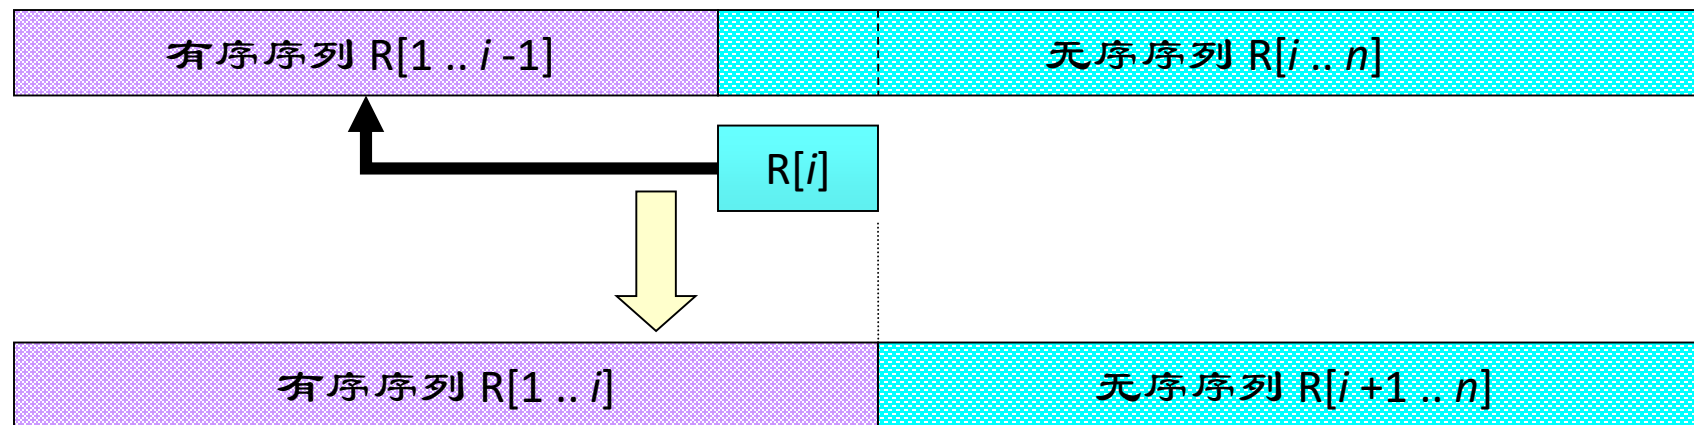 有序序列 R[1 .. i -1]
无序序列 R[i .. n]
R[i]
有序序列 R[1 .. i]
无序序列 R[i +1 .. n]